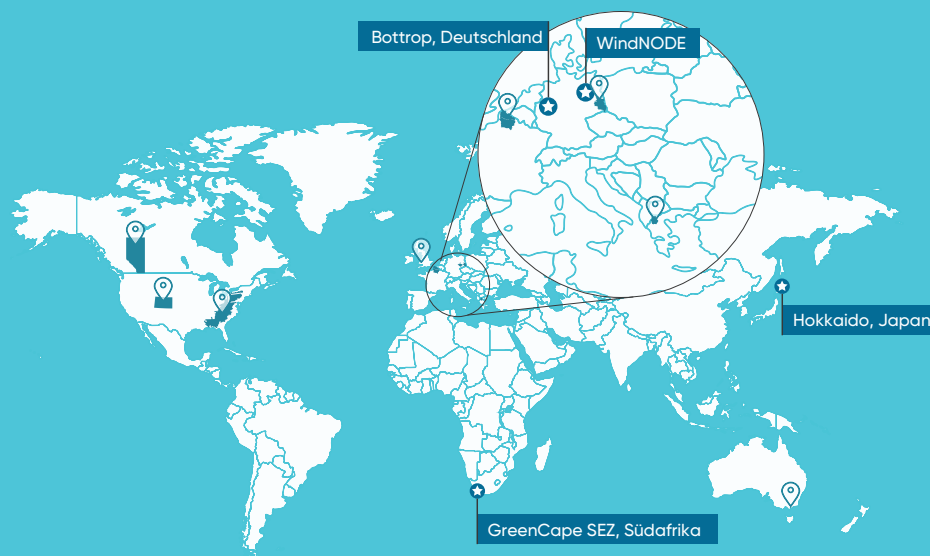 Bottrop, Deutschland
WindNODE
Hokkaido, Japan
GreenCape SEZ, Südafrika